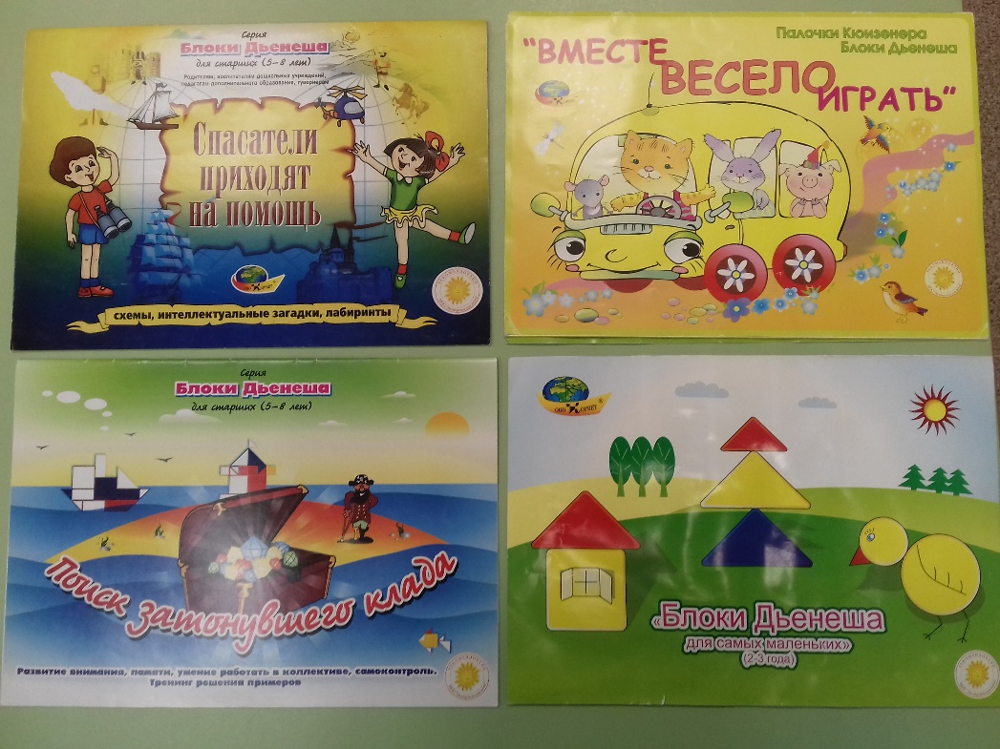 Серия
Блоки Дьенеша
для старших (5-8 лет)
Родителям, воспитателям дошкольных учреждений,
педагогам дополнительного образования, гувернерам
Спасатели
приходят
на помощь
схемы, интеллектуальные загадки, лабиринты
Палочки Кюизенера
Блоки Дьенеша
"ВМЕСТЕ
ВЕСЕЛО
ИГРАТЬ"
Серия
Блоки Дьенеша
для старших (5-8 лет)
Поиск затонувшего клада
Развитие внимания, памяти, умение работать в коллективе, самоконтроль.
Тренинг решения примеров
ООО КОРВЕТ ®
«Блоки Дьенеша
для самых маленьких»
(2-3 года)